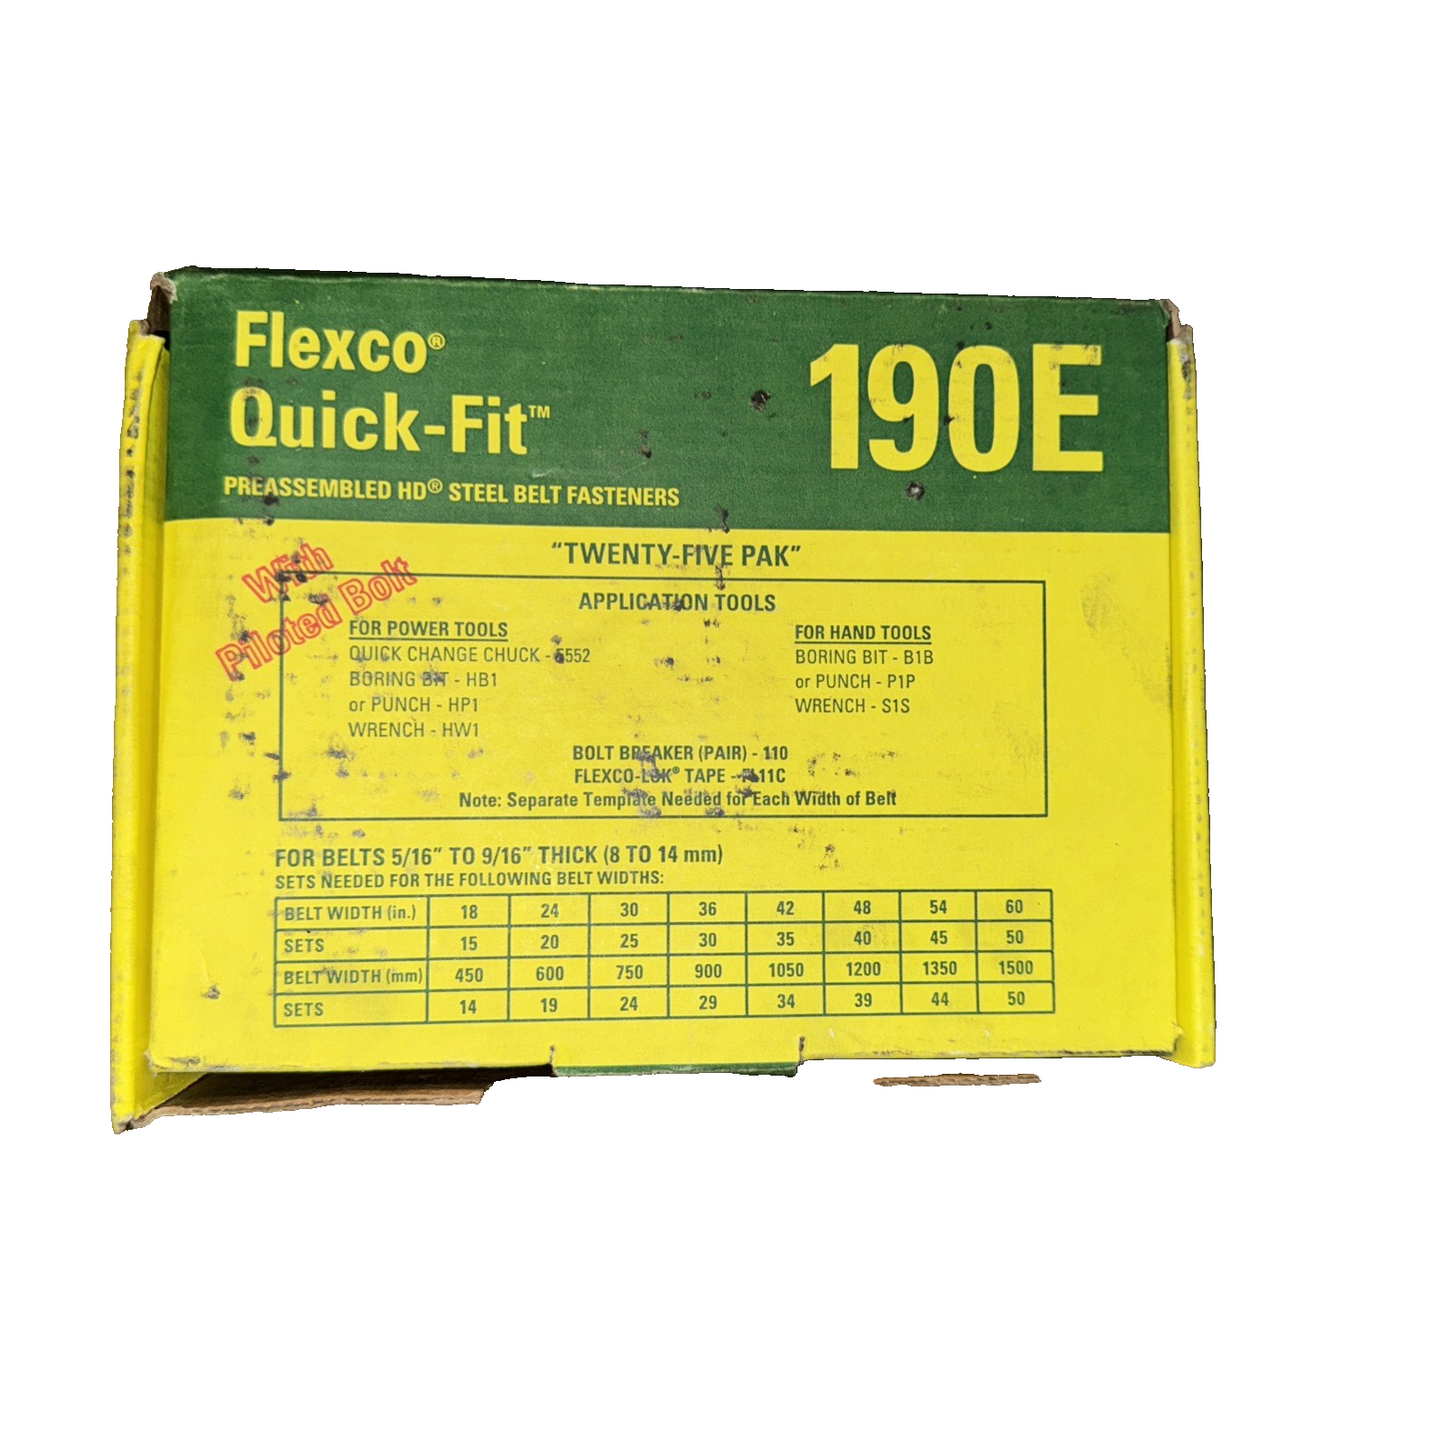 Flexco®
Quick-Fit™
190E
PREASSEMBLED HD® STEEL BELT FASTENERS
"TWENTY-FIVE PAK"
With
Piloted Bolt
APPLICATION TOOLS
FOR POWER TOOLS
QUICK CHANGE CHUCK - 5552
BORING BIT - HB1
or PUNCH - HP1
WRENCH - HW1
FOR HAND TOOLS
BORING BIT - B1B
or PUNCH - P1P
WRENCH - S1S
BOLT BREAKER (PAIR) - 110
FLEXCO-LOK® TAPE -
Note: Separate Template Needed for Each Width of Belt
FOR BELTS 5/16" TO 9/16" THICK (8 TO 14 mm)
SETS NEEDED FOR THE FOLLOWING BELT WIDTHS:
BELT WIDTH (in.) 18 24 30 36 42 48 54 60
SETS 15 20 25 30 35 40 45 50
BELT WIDTH (mm) 450 600 750 900 1050 1200 1350 1500
SETS 14 19 24 29 34 39 44 50